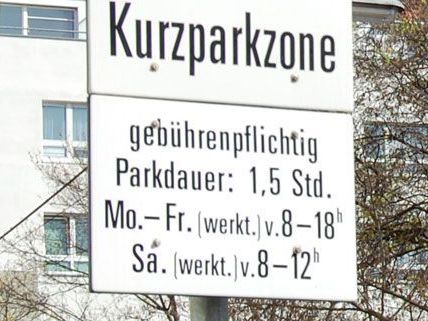 Kurzparkzone
gebührenpflichtig
Parkdauer: 1,5 Std.
Mo.– Fr. (werkt.) v. 8 – 18h
Sa. (werkt.) v. 8 – 12h